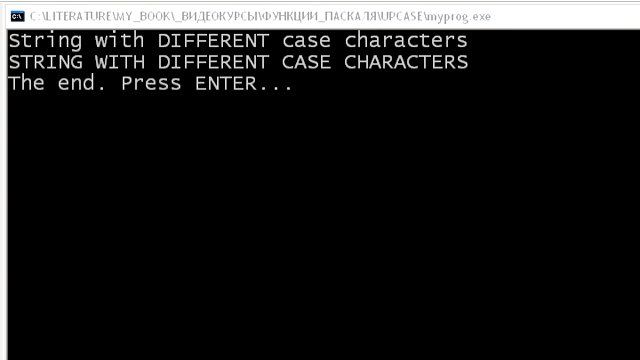 C:\LITERATURE\MY_BOOK\_ВИДЕОКУРСЫ\ФУНКЦИИ_ПАСКАЛЯ\UPCASE\myprog.exe
String with DIFFERENT case characters
STRING WITH DIFFERENT CASE CHARACTERS
The end. Press ENTER...